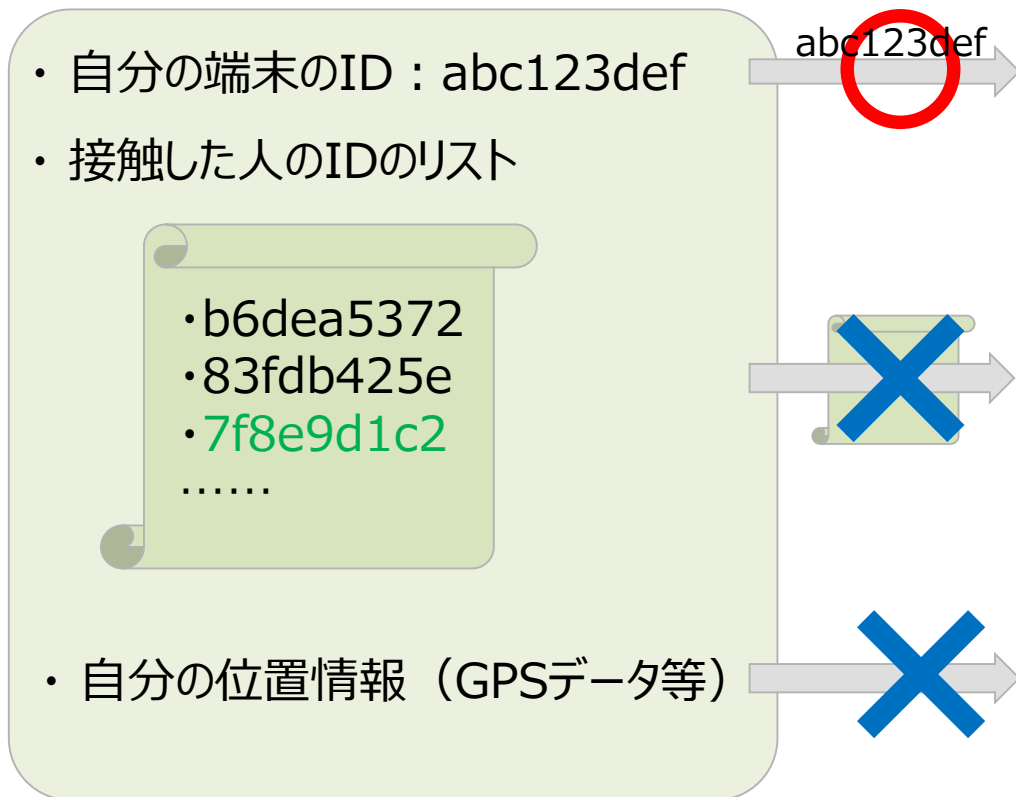 ・ 自分の端末のID：abc123def
abc123def
・ 接触した人のIDのリスト
・b6dea5372
・83fdb425e
・7f8e9d1c2
……
・ 自分の位置情報（GPSデータ等）